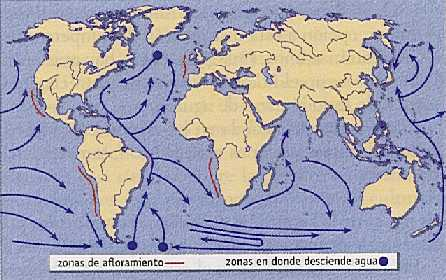 zonas de afloramiento
zonas en donde desciende agua